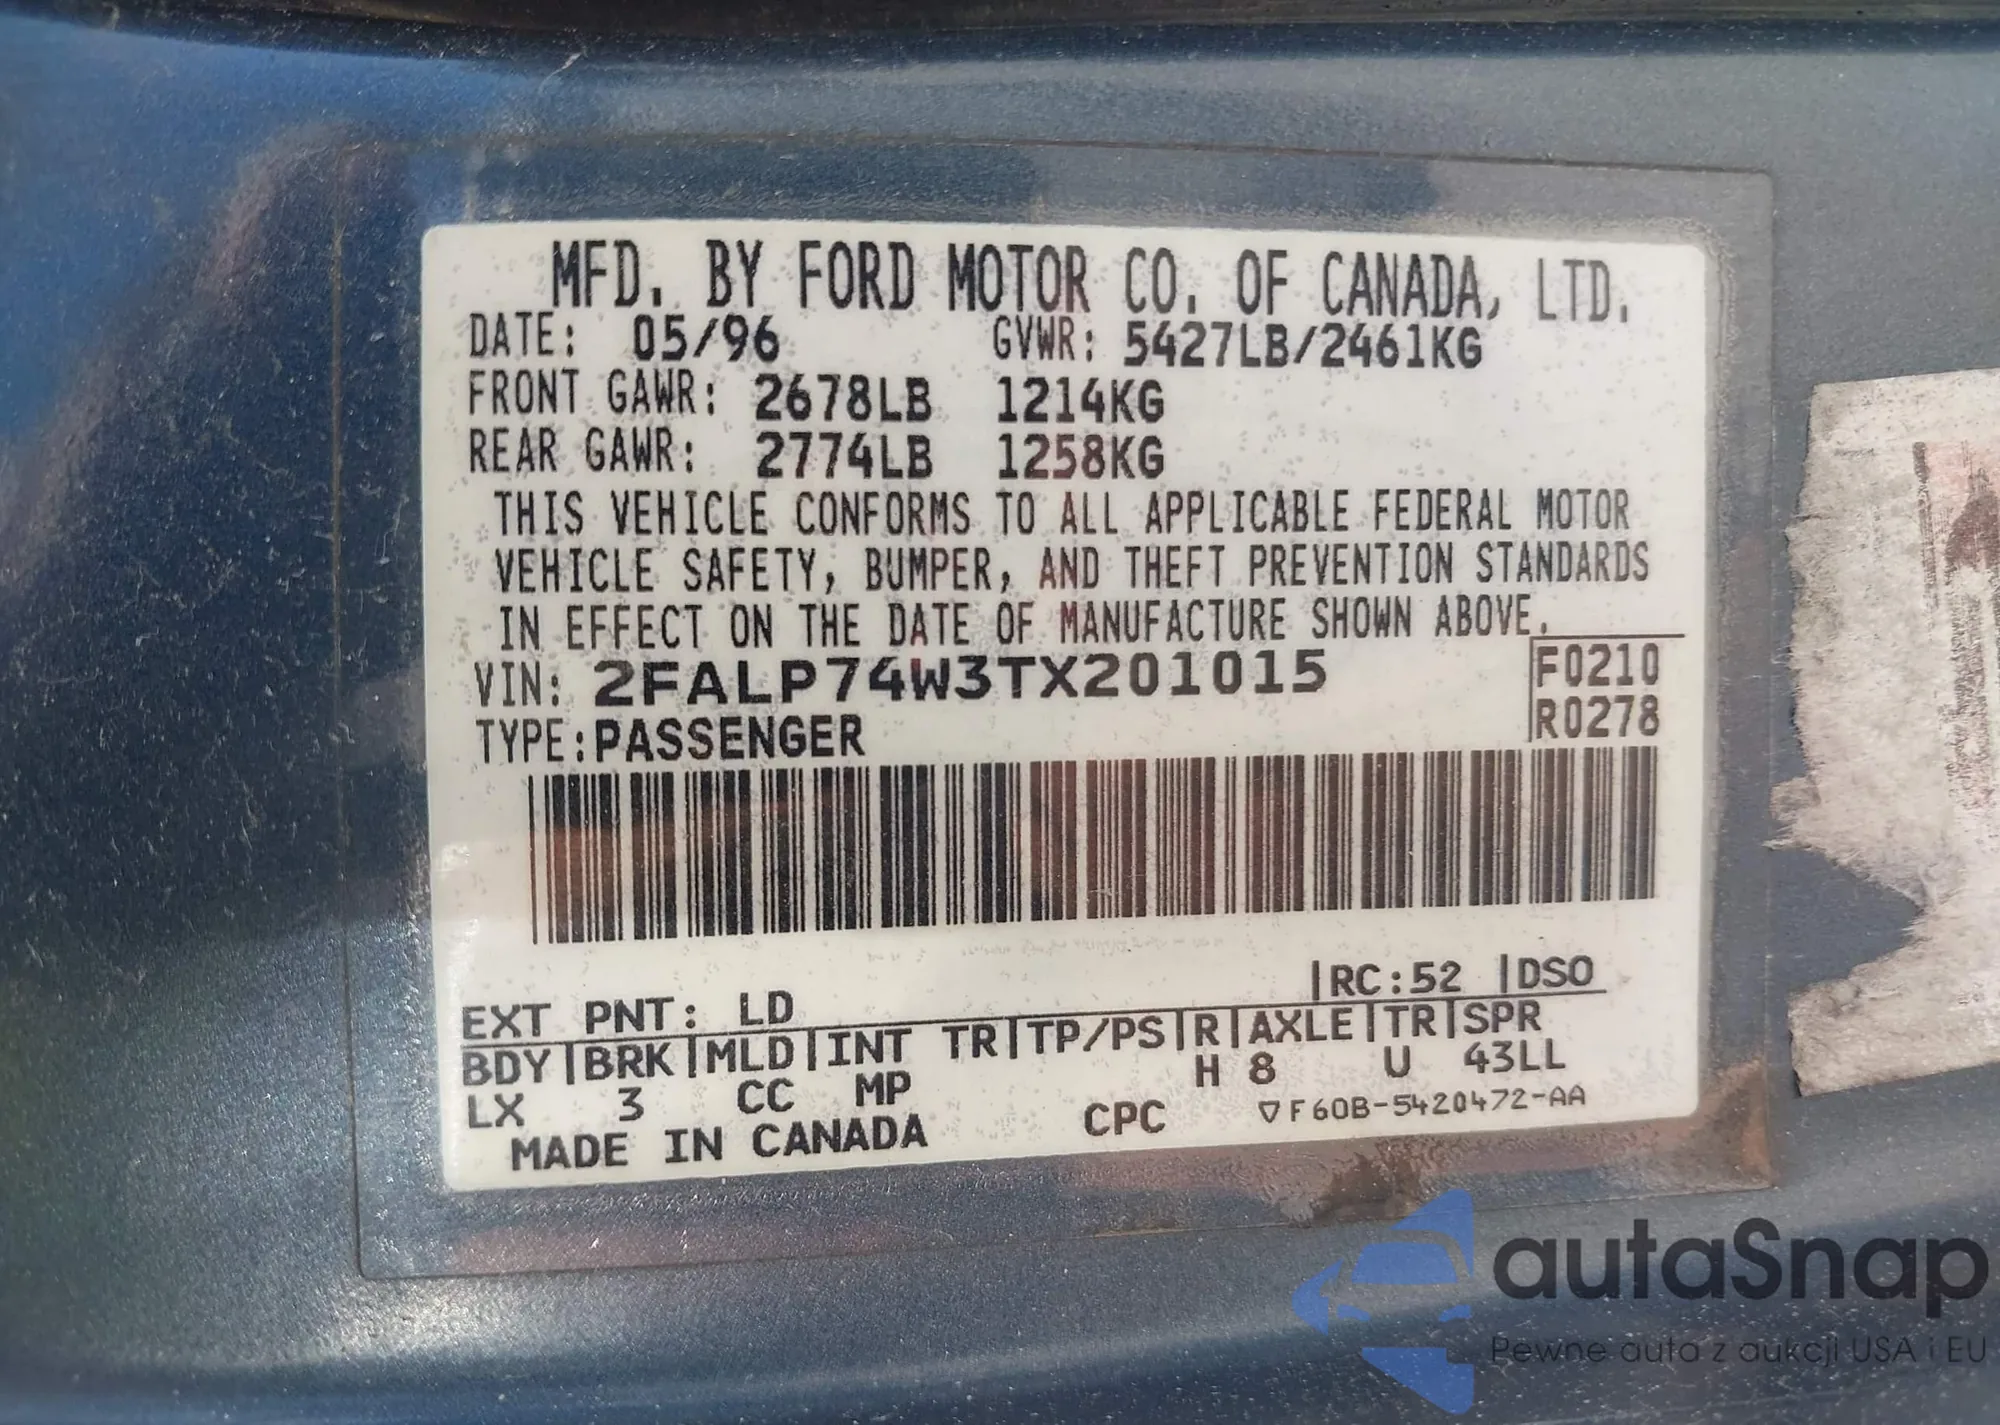 MFD. BY FORD MOTOR CO. OF CANADA, LTD.
DATE: 05/96 GVWR: 5427LB/2461KG
FRONT GAWR: 2678LB 1214KG
REAR GAWR: 2774LB 1258KG
THIS VEHICLE CONFORMS TO ALL APPLICABLE FEDERAL MOTOR
VEHICLE SAFETY, BUMPER, AND THEFT PREVENTION STANDARDS
IN EFFECT ON THE DATE OF MANUFACTURE SHOWN ABOVE.
VIN: 2FALP74W3TX201015 F0210
TYPE:PASSENGER R0278
|RC:52 |DSO
EXT PNT: LD
BDY|BRK|MLD|INT TR|TP/PS|R|AXLE|TR|SPR
LX 3 CC MP H 8 U 43LL
MADE IN CANADA CPC ▽F60B-5420472-AA
autaSnap
Pewne auta z aukcji USA i EU